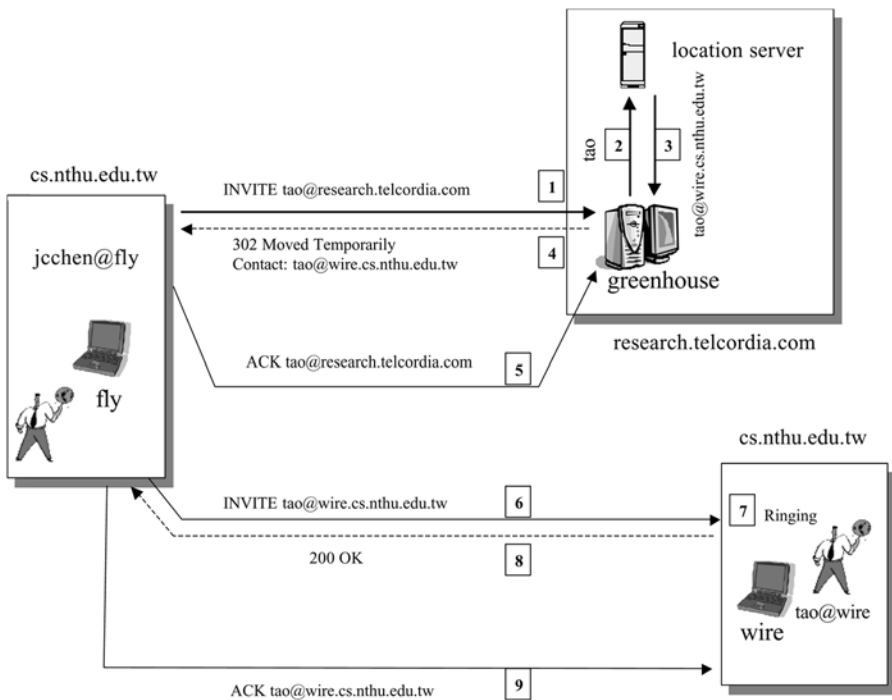 location server
tao
2
3
tao@wire.cs.nthu.edu.tw
cs.nthu.edu.tw
INVITE tao@research.telcordia.com
1
jcchen@fly
302 Moved Temporarily
Contact: tao@wire.cs.nthu.edu.tw
4
greenhouse
research.telcordia.com
ACK tao@research.telcordia.com
5
fly
cs.nthu.edu.tw
INVITE tao@wire.cs.nthu.edu.tw
6
7
Ringing
200 OK
8
tao@wire
wire
ACK tao@wire.cs.nthu.edu.tw
9